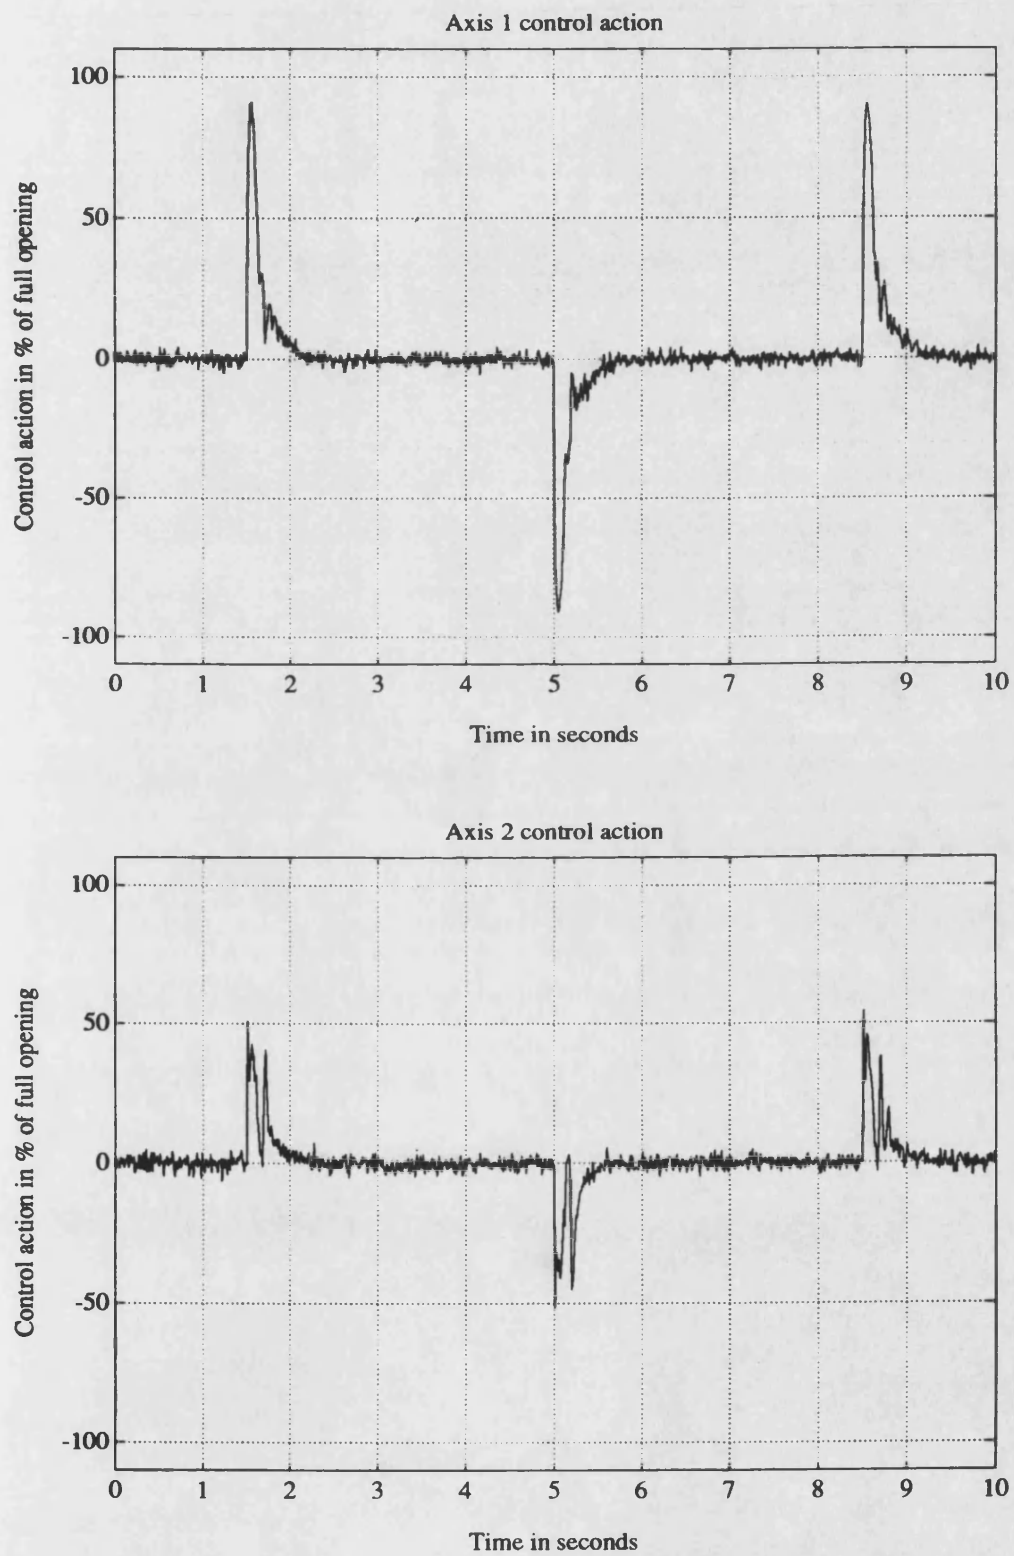 Axis 1 control action
Control action in % of full opening
100
50
0
-50
-100
0 1 2 3 4 5 6 7 8 9 10
Time in seconds
Axis 2 control action
Control action in % of full opening
100
50
0
-50
-100
0 1 2 3 4 5 6 7 8 9 10
Time in seconds